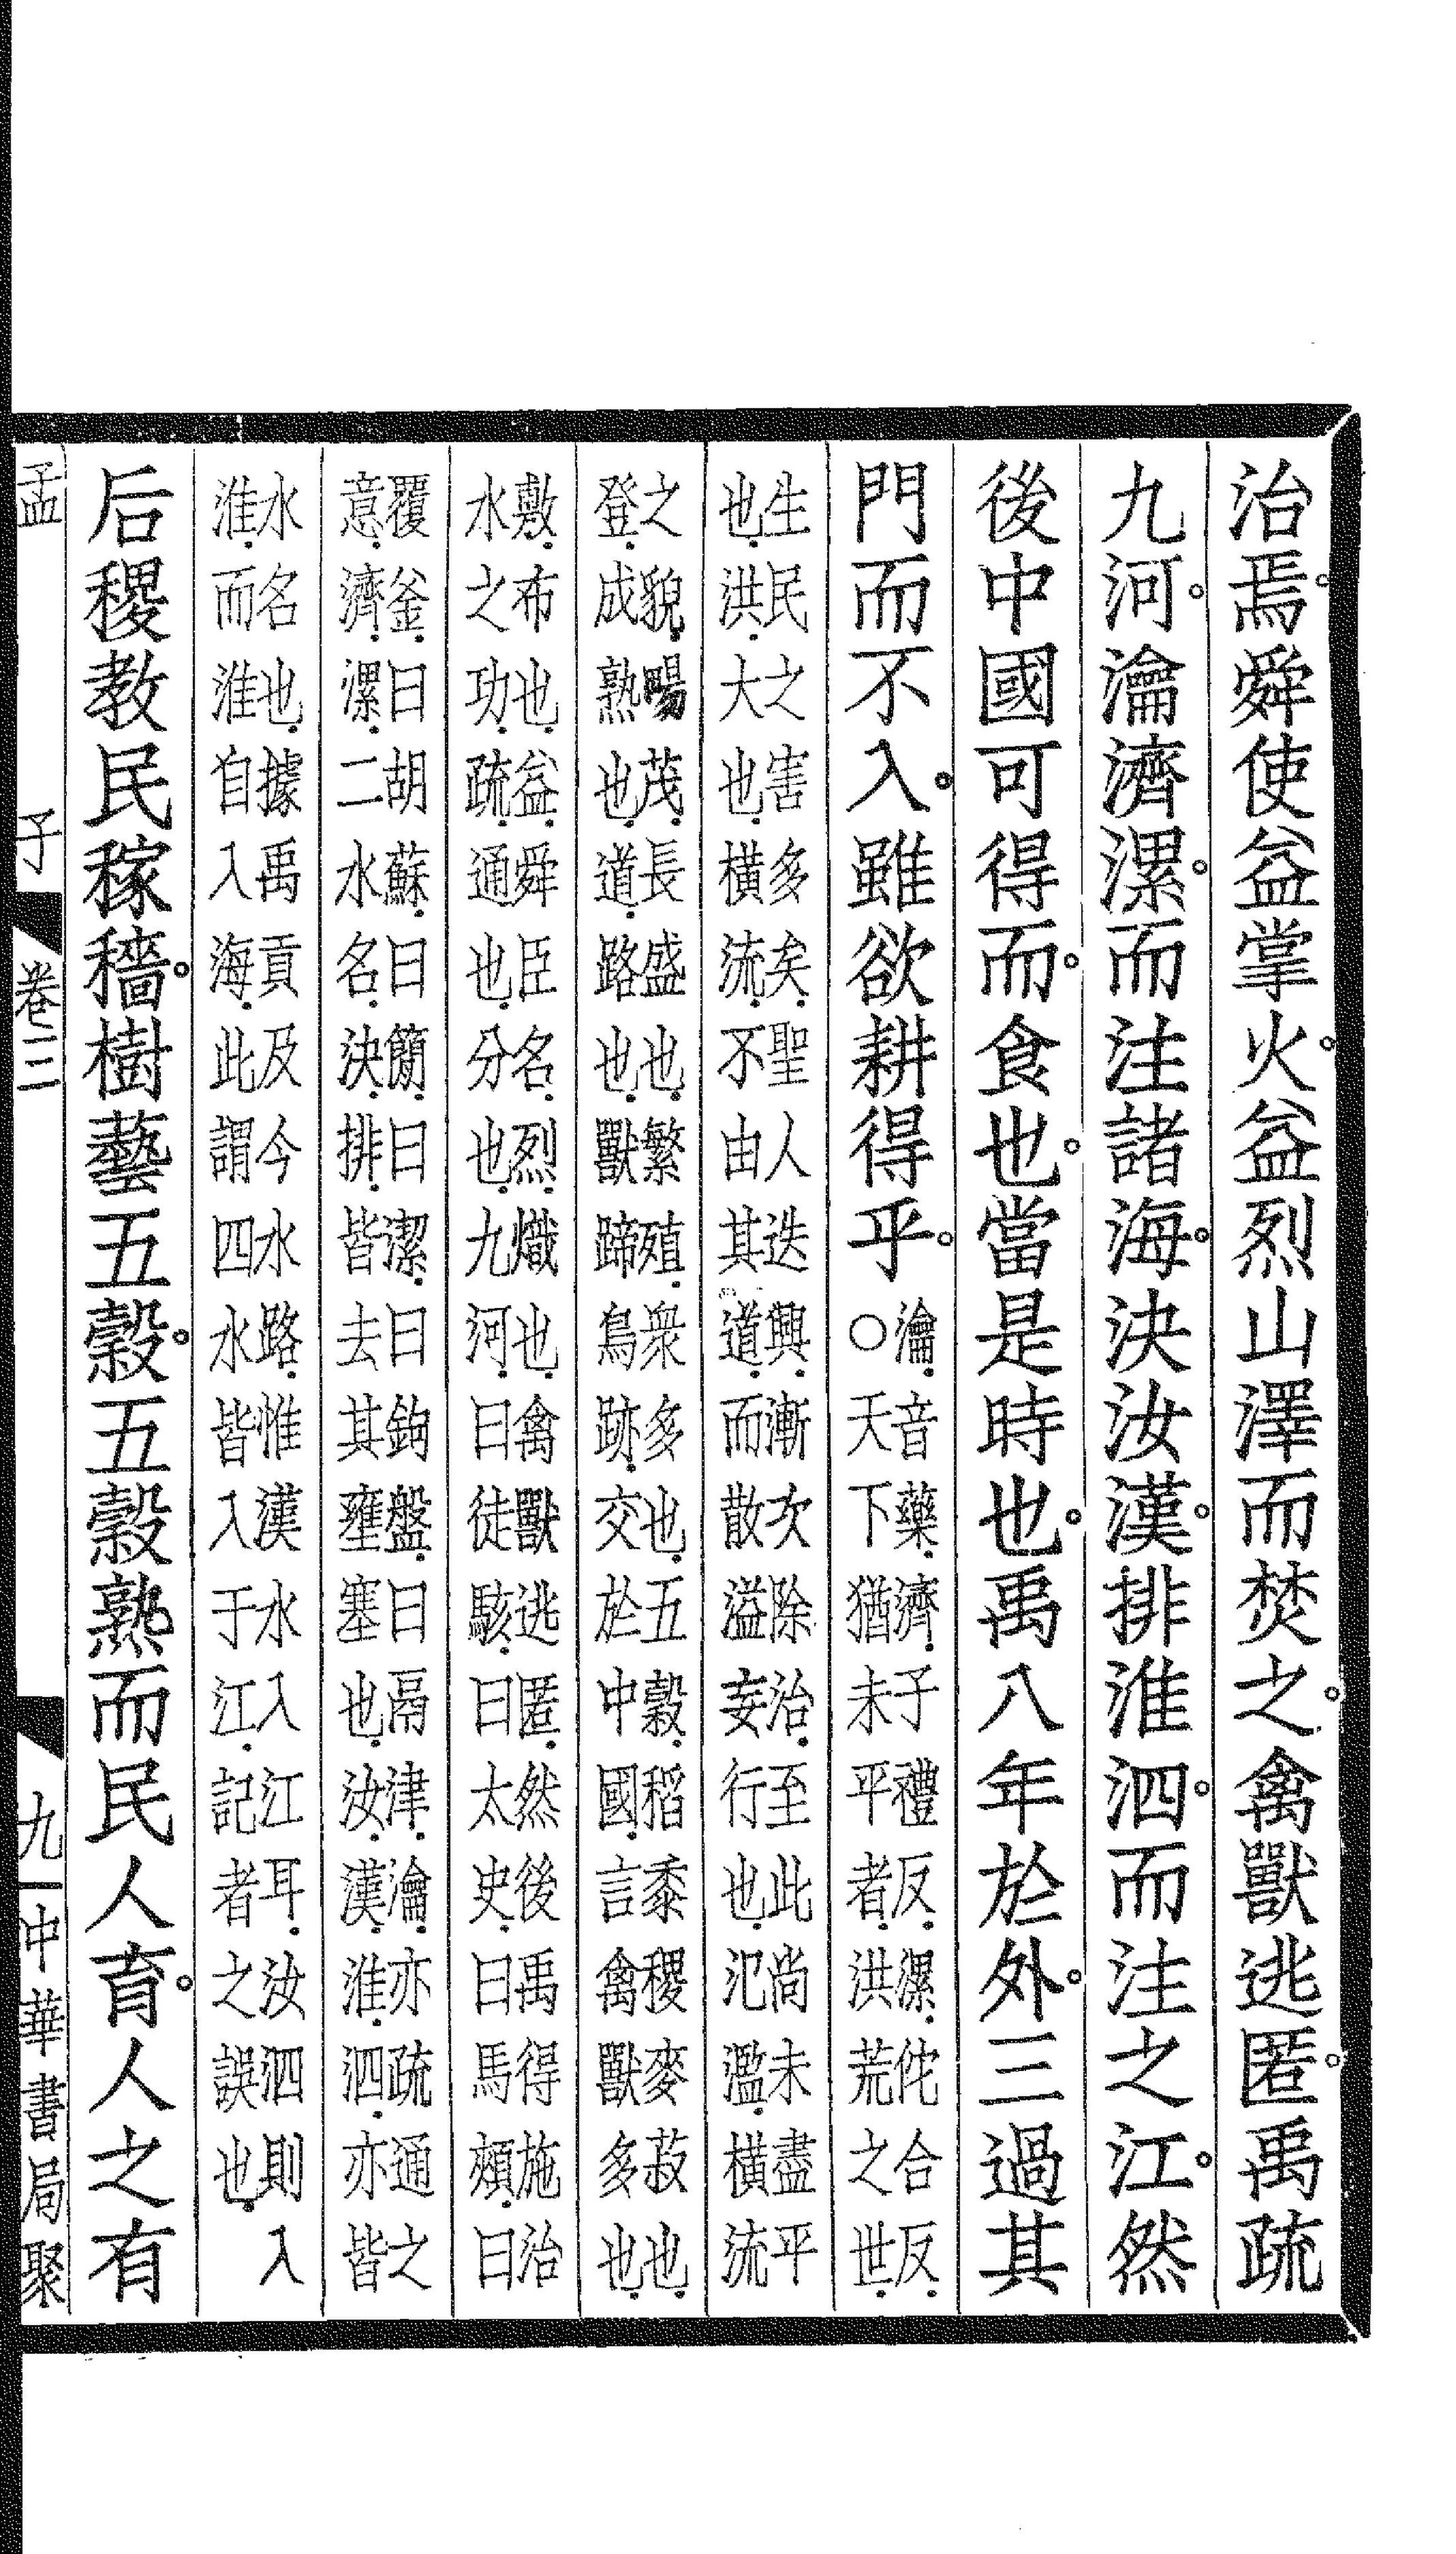 治焉。舜使益掌火。益烈山澤而焚之。禽獸逃匿。禹疏
九河。瀹濟漯。而注諸海。決汝漢。排淮泗。而注之江。然
後中國可得而。食也。當是時也。禹八年於外。三過其
門而不入。雖欲耕得乎。
瀹.音藥.濟.子禮反.漯.佗合反.
○天下猶未平者.洪荒之世.
生民之害多矣.聖人迭興.漸次除治.至此尚未盡平
也.洪.大也.橫流.不由其道.而散溢妄行也.氾濫.橫流
之貌.暢茂.長盛也.繁殖.衆多也.五穀.稻黍稷麥菽也.
登.成熟也.道.路也.獸蹄鳥跡.交於中國.言禽獸多也
敷.布也.益.舜臣名.烈.熾也.禽獸逃匿.然後禹得施治
水之功.疏.通也.分也.九河.曰徒駭.曰太史.曰馬頰.曰
覆釜.曰胡蘇.曰簡.曰潔.曰鉤盤.曰鬲津.瀹.亦疏通之
意.濟.漯.二水名.決.排.皆去其壅塞也.汝.漢.淮.泗.亦皆
水名也.據禹貢及今水路.惟漢水入江耳.汝泗則入
淮.而淮自入海.此謂四水皆入于江.記者之誤也.
后稷教民稼穡。樹藝五穀。五穀熟而民人育。人之有
孟子 卷三 九 中華書局聚